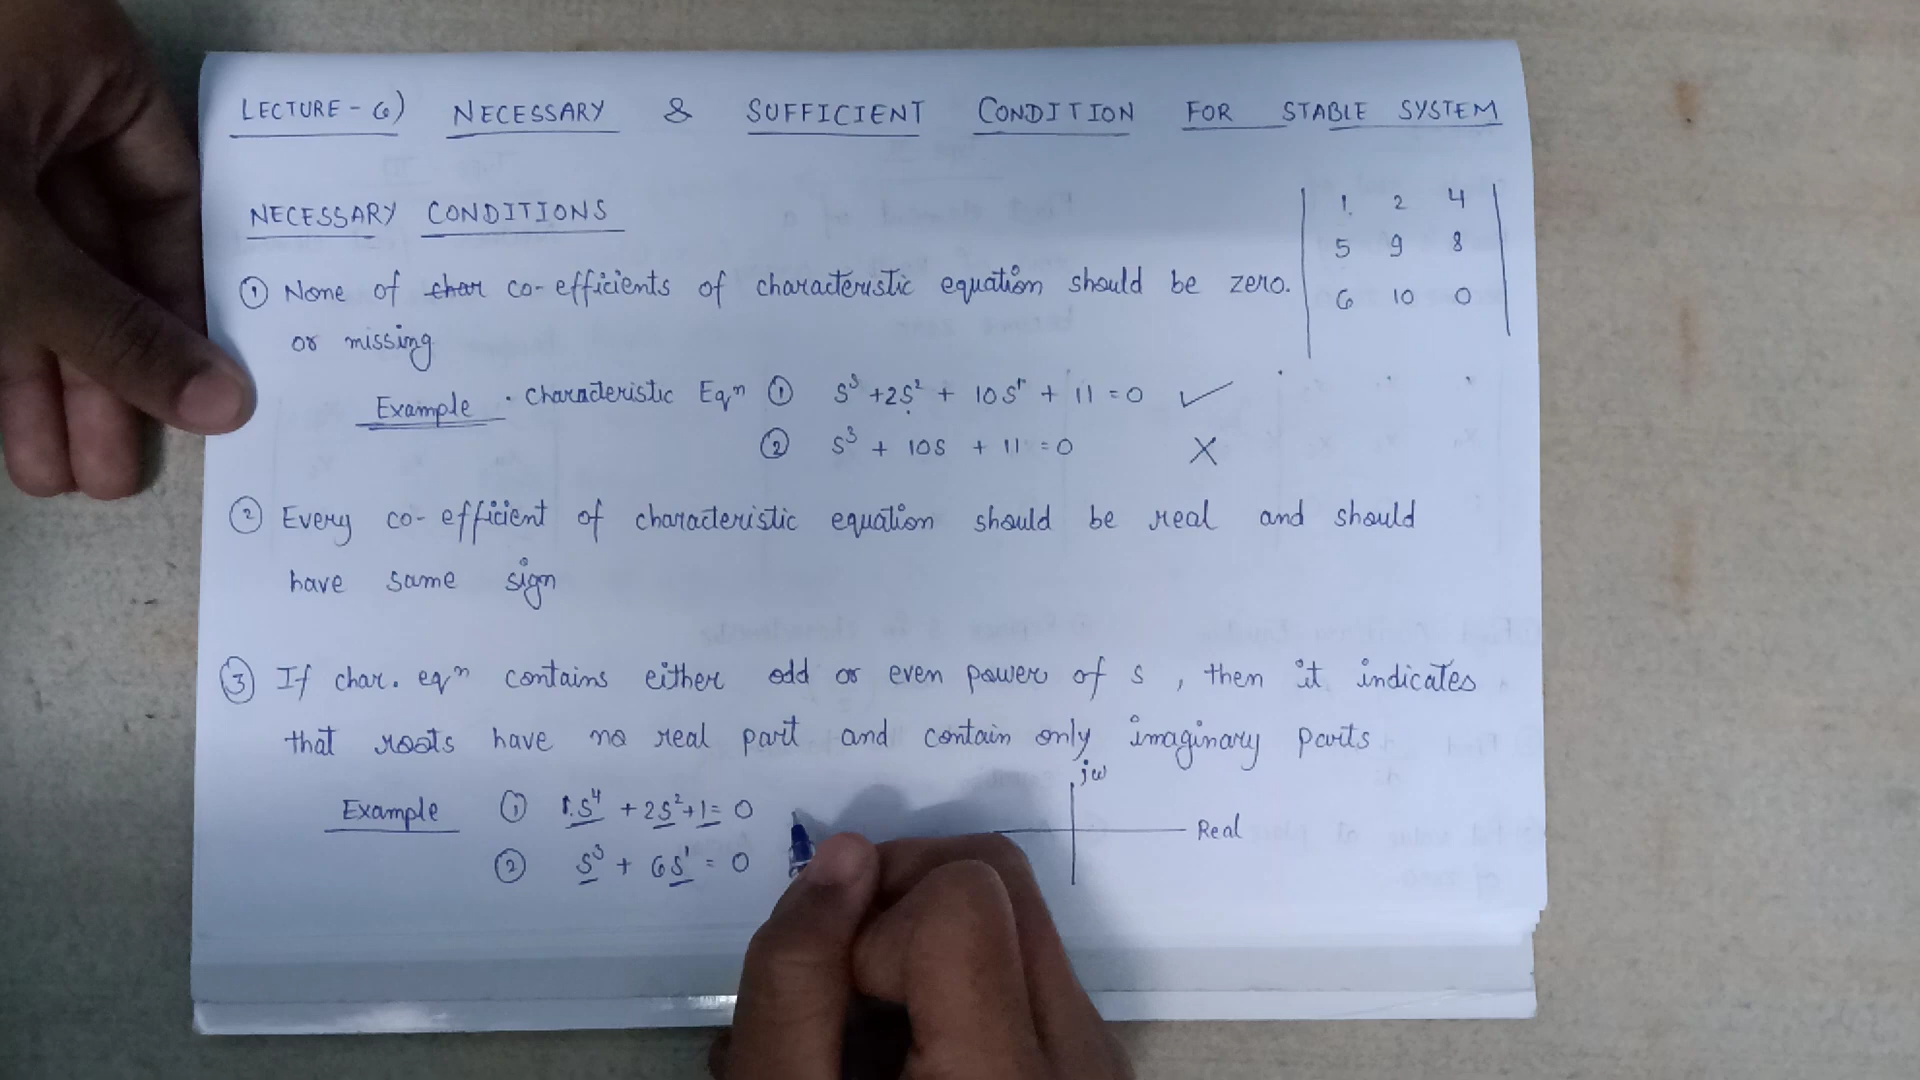 LECTURE-6) NECESSARY & SUFFICIENT CONDITION FOR STABLE SYSTEM
NECESSARY CONDITIONS
1 2 4
5 9 8
6 10 0
① None of char co-efficients of characteristic equation should be zero.
or missing
Example . Characteristic Eqⁿ ① S³ + 2S² + 10S¹ + 11 = 0 ✓
② S³ + 10S + 11 = 0 X
② Every co-efficient of characteristic equation should be real and should
have same sign
③ If char. eqⁿ contains either odd or even power of s, then it indicates
that roots have no real part and contain only imaginary parts
jω
Example ① 1.S⁴ + 2S² + 1 = 0
Real
② S³ + 6S¹ = 0